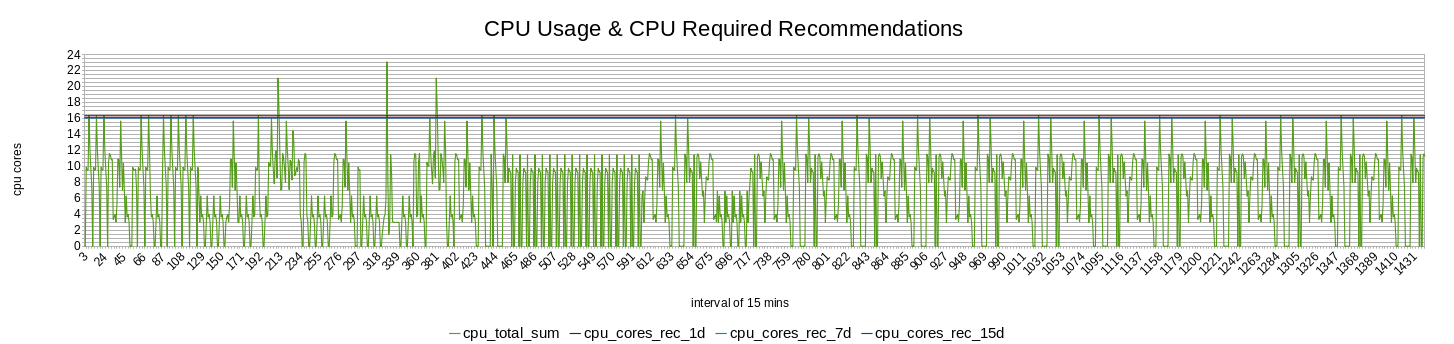 CPU Usage & CPU Required Recommendations
24
22
20
18
16
14
12
10
8
6
4
2
0
cpu cores
3 24 45 66 87 108 129 150 171 192 213 234 255 276 297 318 339 360 381 402 423 444 465 486 507 528 549 570 591 612 633 654 675 696 717 738 759 780 801 822 843 864 885 906 927 948 969 990 1011 1032 1053 1074 1095 1116 1137 1158 1179 1200 1221 1242 1263 1284 1305 1326 1347 1368 1389 1410 1431
interval of 15 mins
cpu_total_sum cpu_cores_rec_1d cpu_cores_rec_7d cpu_cores_rec_15d